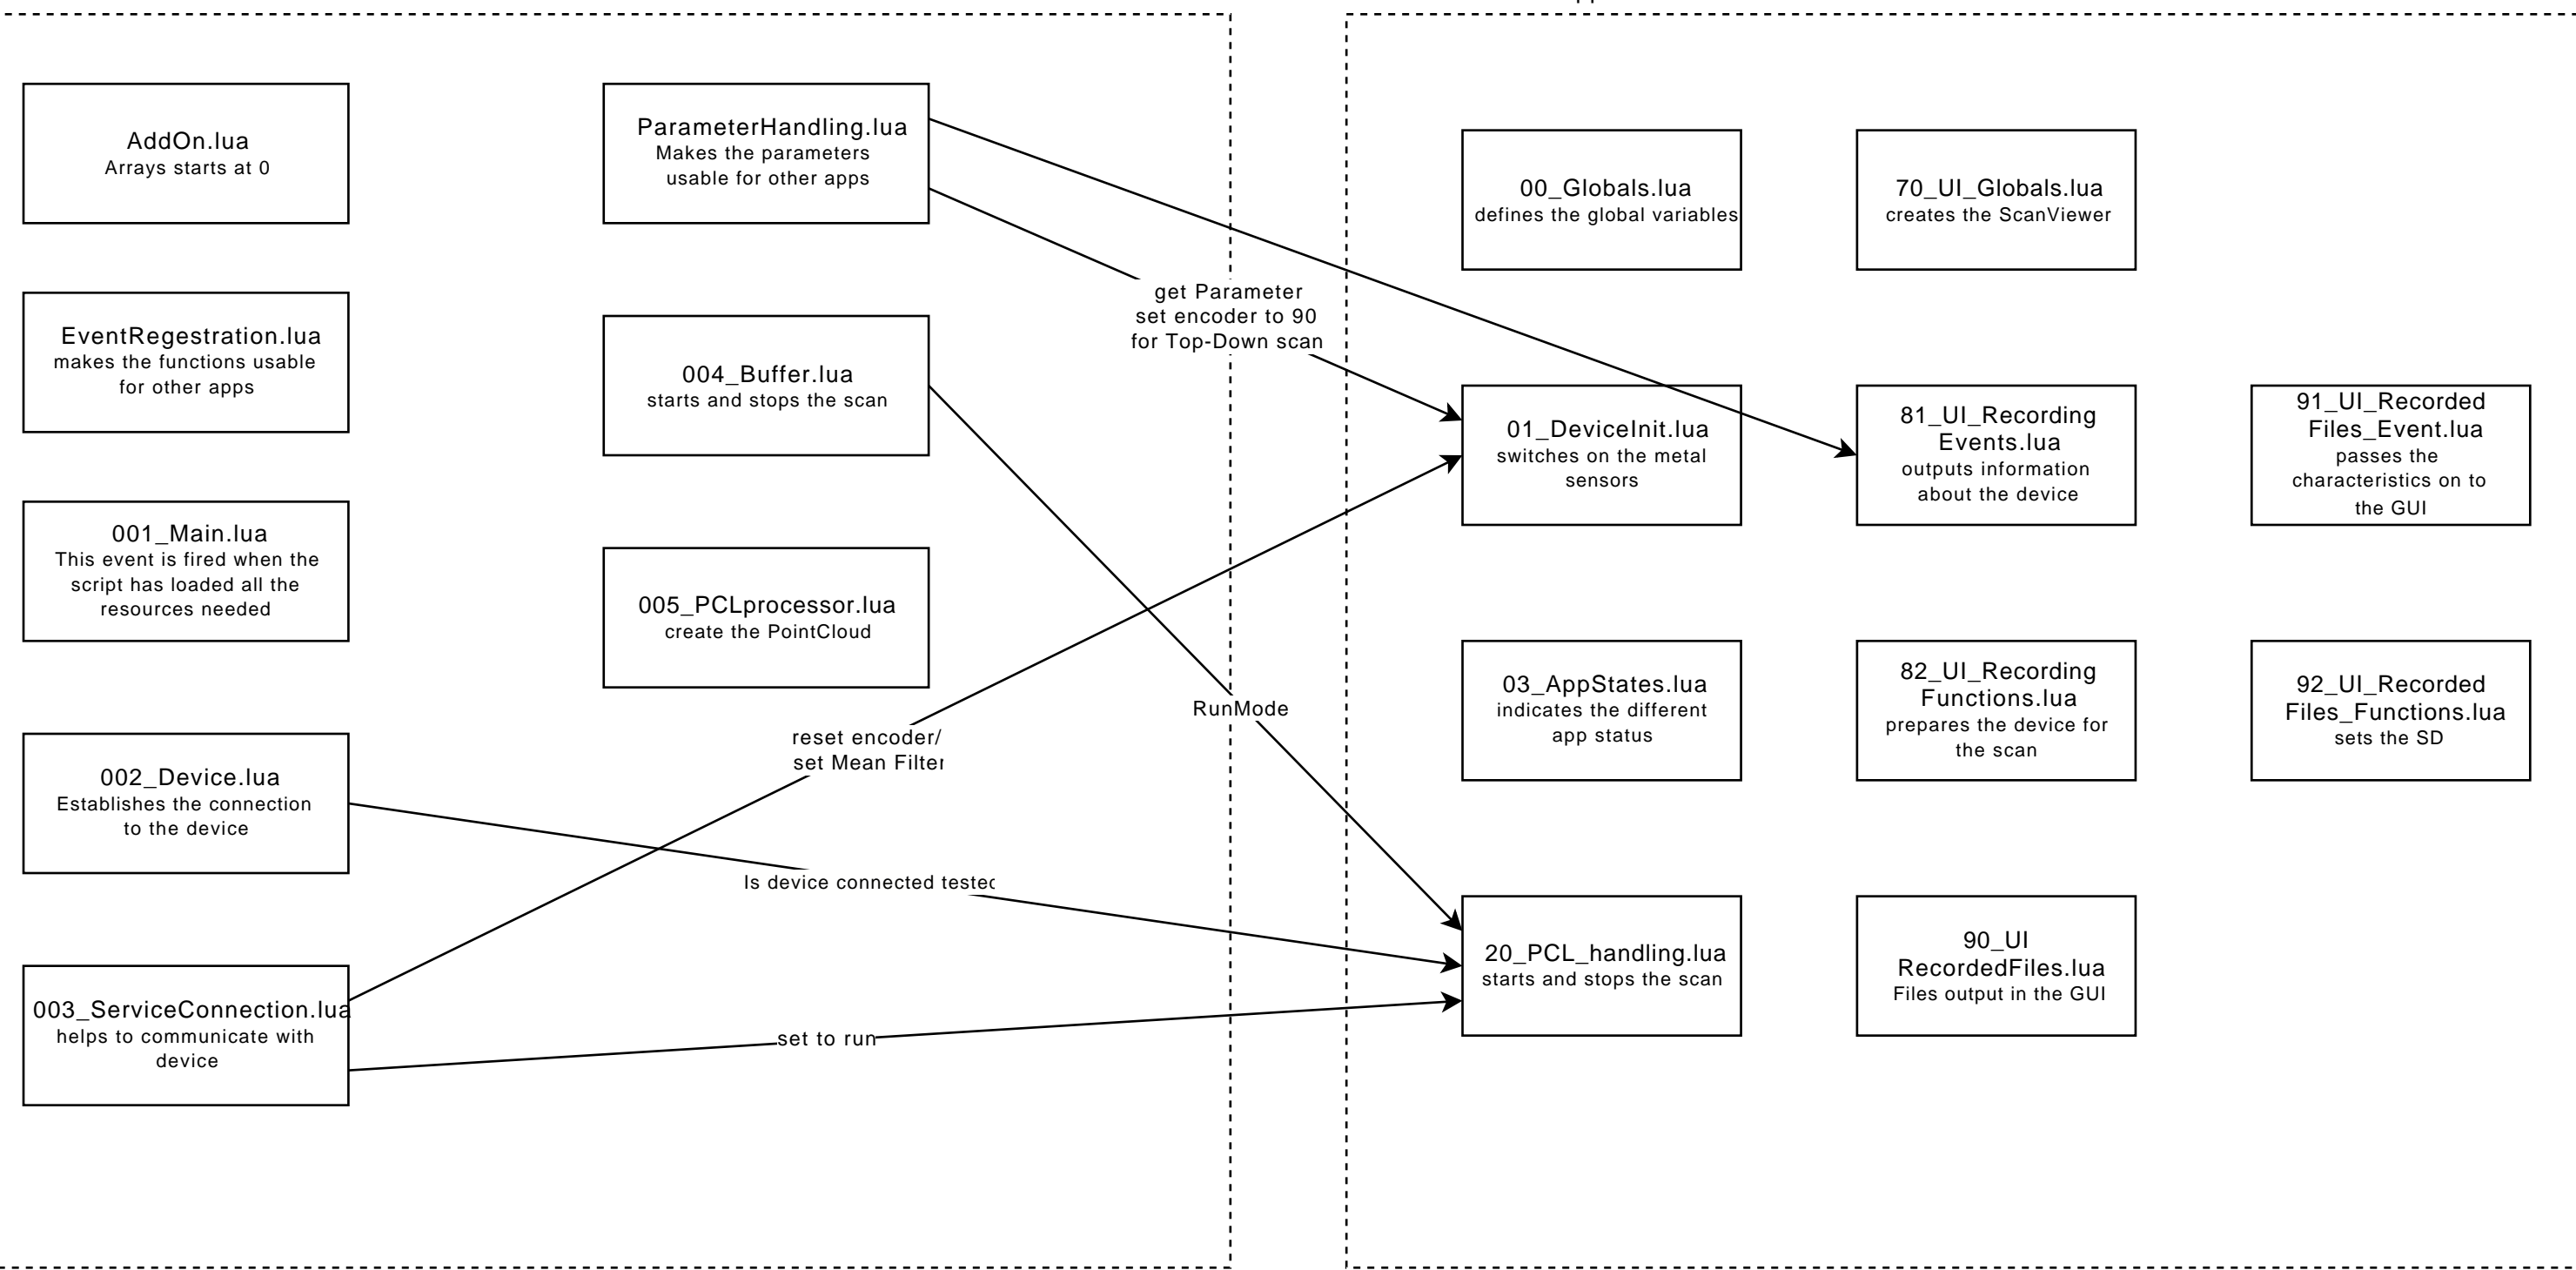 AddOn.lua
Arrays starts at 0
EventRegestration.lua
makes the functions usable
for other apps
001_Main.lua
This event is fired when the
script has loaded all the
resources needed
002_Device.lua
Establishes the connection
to the device
003_ServiceConnection.lua
helps to communicate with
device
ParameterHandling.lua
Makes the parameters
usable for other apps
004_Buffer.lua
starts and stops the scan
005_PCLprocessor.lua
create the PointCloud
get Parameter
set encoder to 90
for Top-Down scan
RunMode
reset encoder/
set Mean Filter
Is device connected tested
set to run
00_Globals.lua
defines the global variables
01_DeviceInit.lua
switches on the metal
sensors
03_AppStates.lua
indicates the different
app status
20_PCL_handling.lua
starts and stops the scan
70_UI_Globals.lua
creates the ScanViewer
81_UI_Recording
Events.lua
outputs information
about the device
82_UI_Recording
Functions.lua
prepares the device for
the scan
90_UI
RecordedFiles.lua
Files output in the GUI
91_UI_Recorded
Files_Event.lua
passes the
characteristics on to
the GUI
92_UI_Recorded
Files_Functions.lua
sets the SD